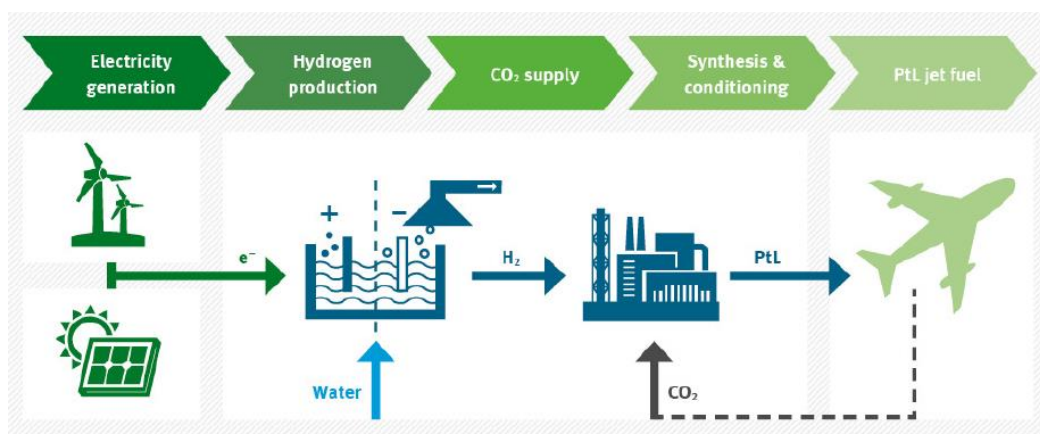 Electricity
generation
Hydrogen
production
CO₂ supply
Synthesis &
conditioning
PtL jet fuel
+
−
e⁻
H₂
PtL
Water
CO₂